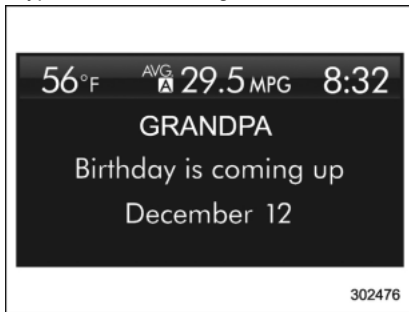 56°F AVG. A 29.5 MPG 8:32
GRANDPA
Birthday is coming up
December 12
302476